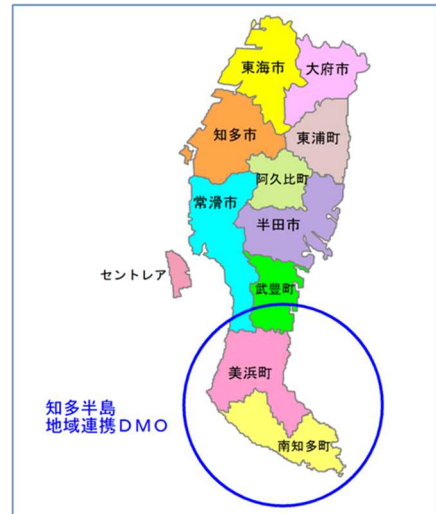 東海市
大府市
知多市
東浦町
阿久比町
常滑市
半田市
セントレア
武豊町
美浜町
知多半島
地域連携DMO
南知多町